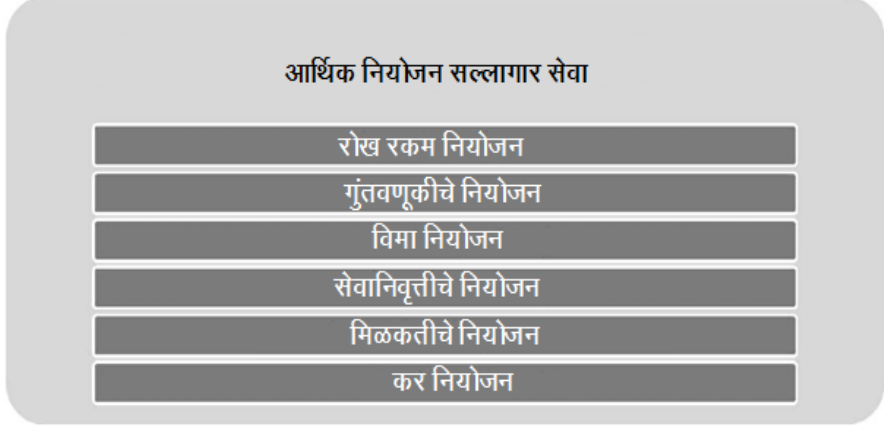 आर्थिक नियोजन सल्लागार सेवा
रोख रकम नियोजन
गुंतवणूकीचे नियोजन
विमा नियोजन
सेवानिवृत्तीचे नियोजन
मिळकतीचे नियोजन
कर नियोजन